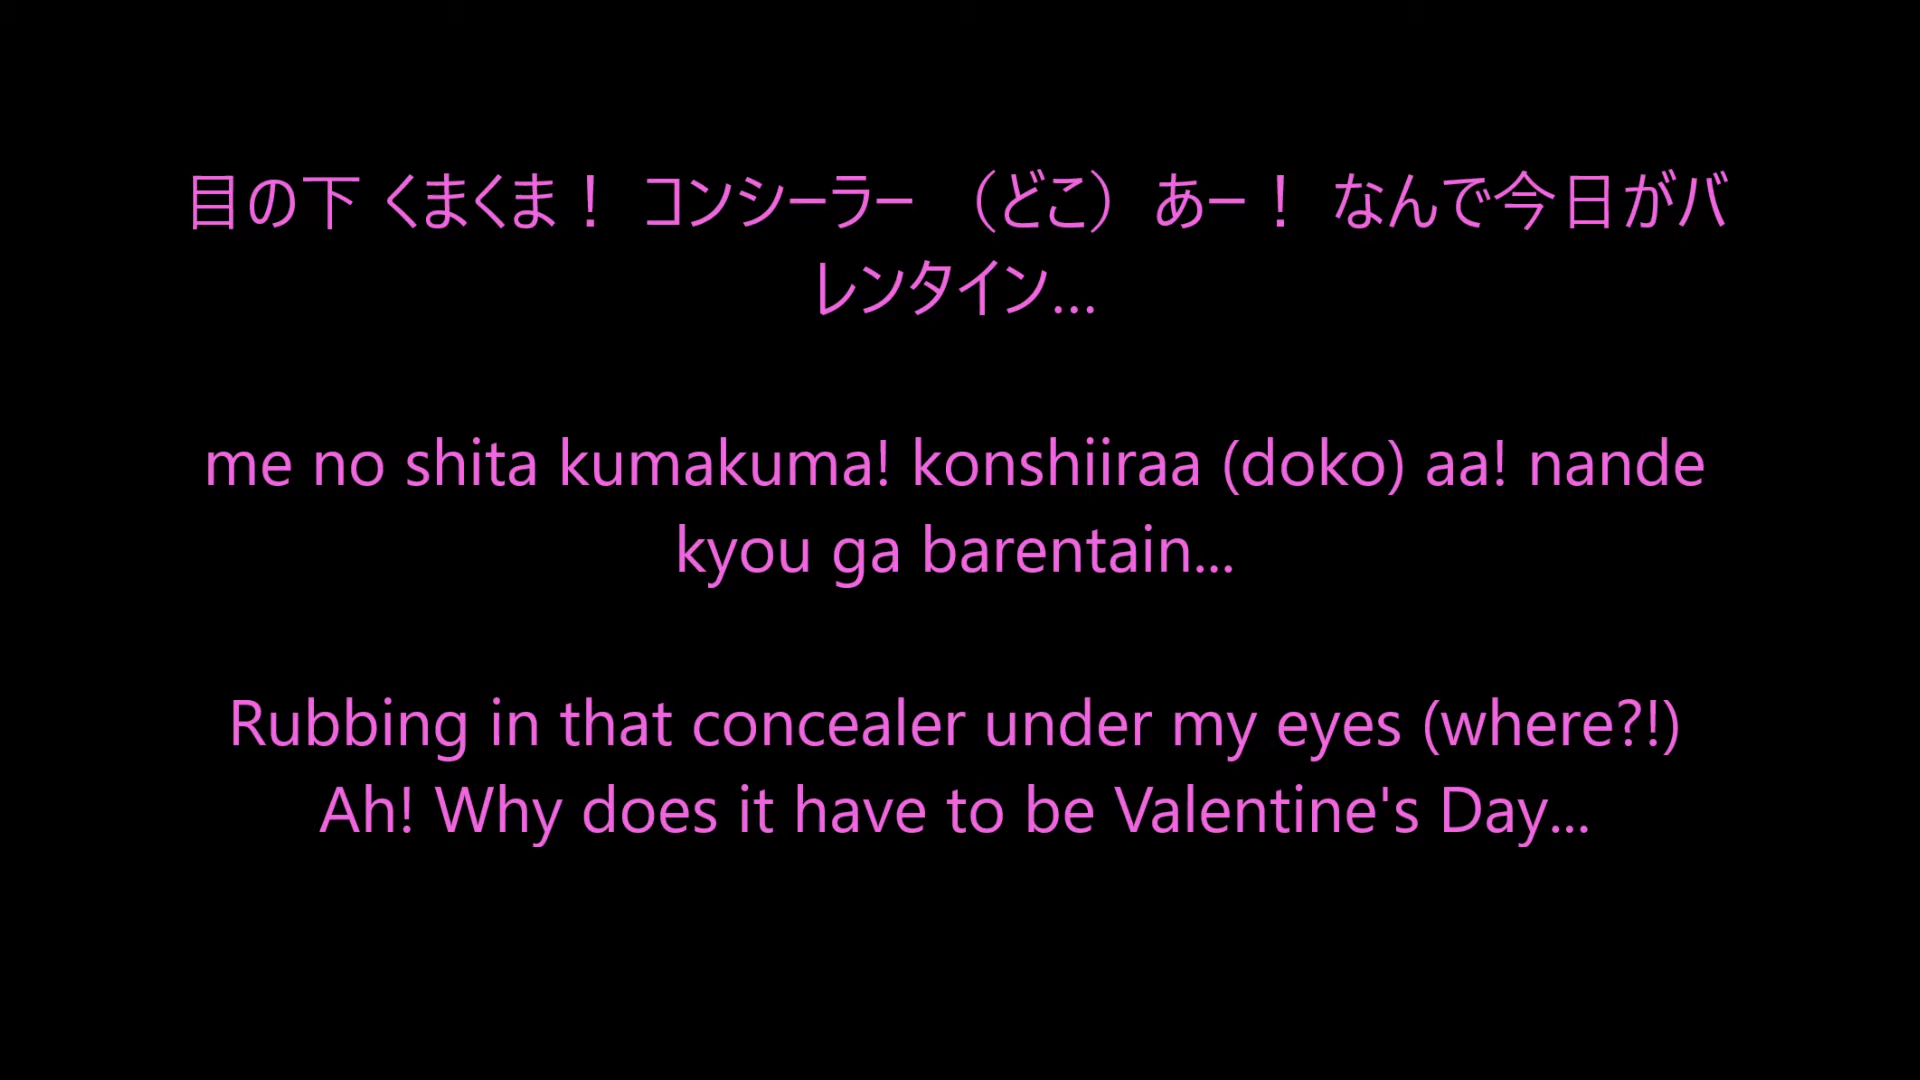 目の下 くまくま！ コンシーラー （どこ） あー！ なんで今日がバ
レンタイン...
me no shita kumakuma! konshiiraa (doko) aa! nande
kyou ga barentain...
Rubbing in that concealer under my eyes (where?!)
Ah! Why does it have to be Valentine's Day...